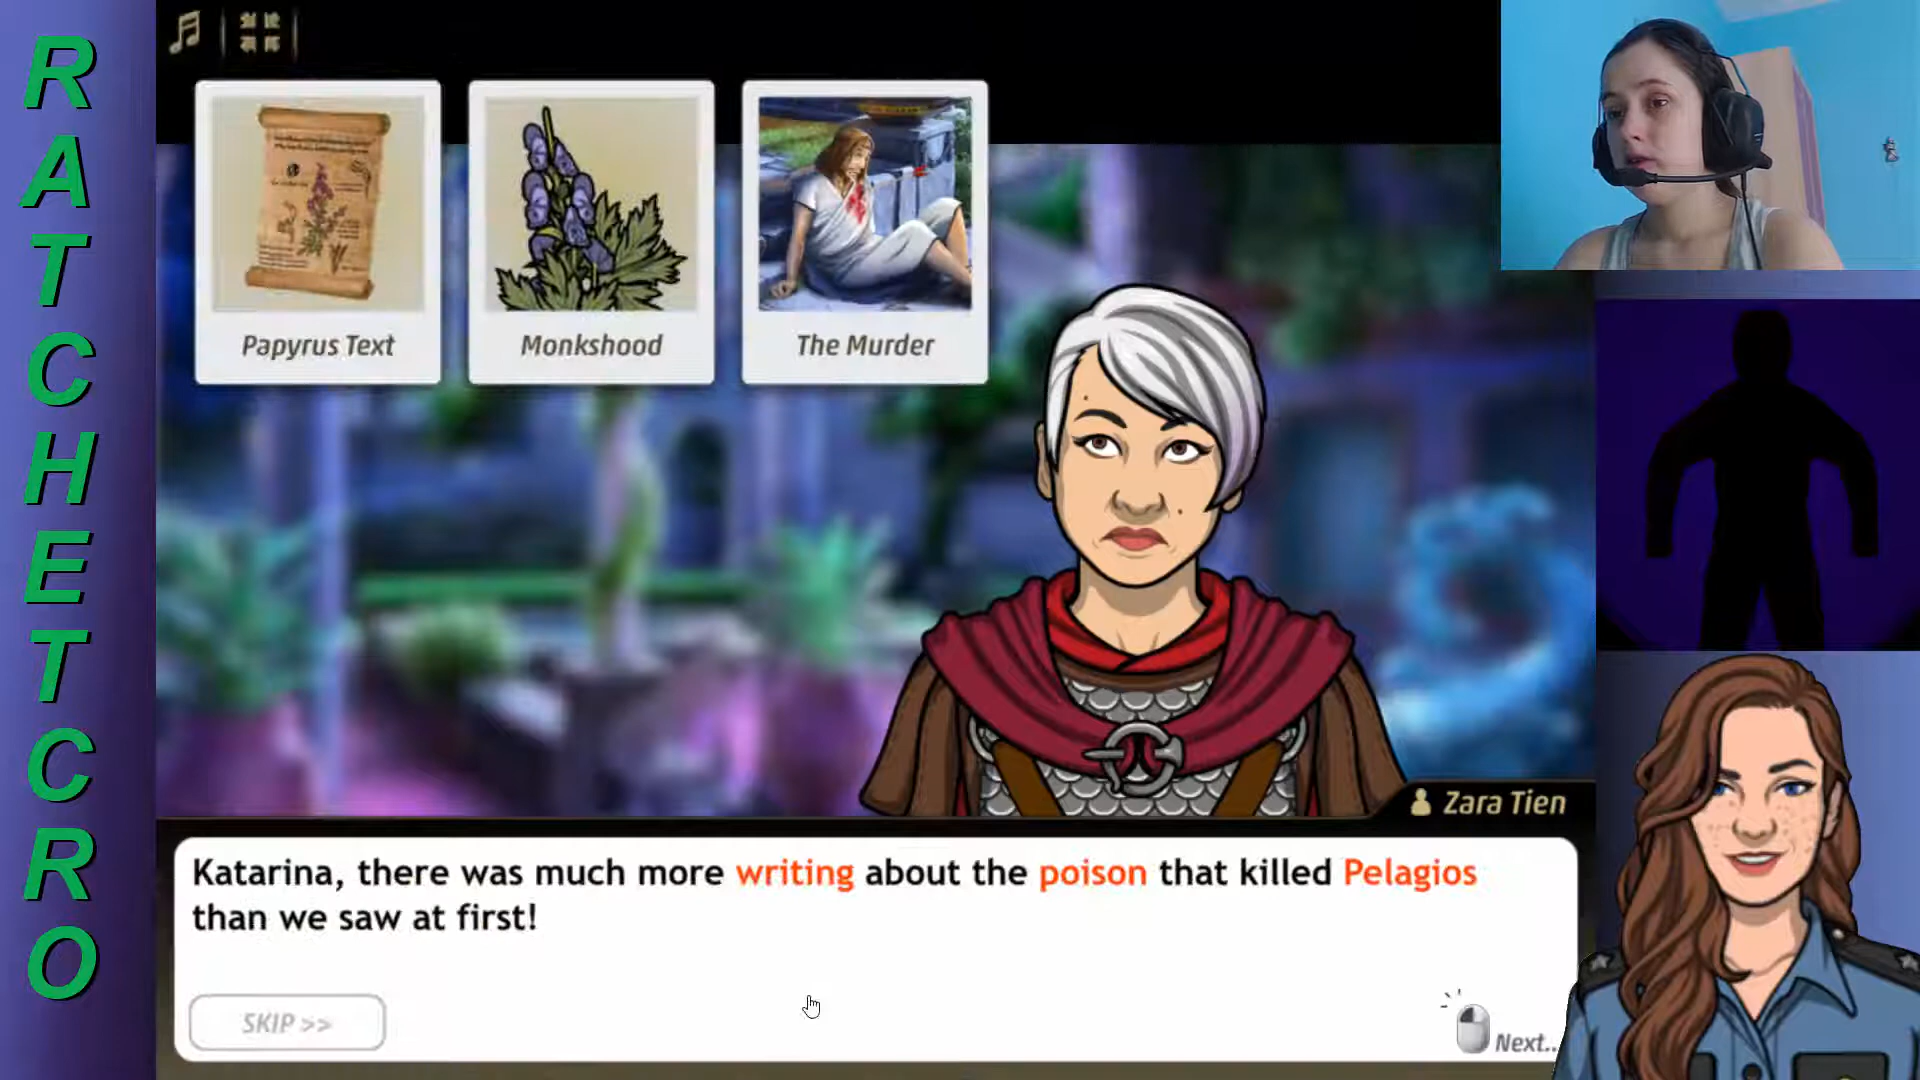 RATCHETCRO
Papyrus Text
Monkshood
The Murder
Zara Tien
Katarina, there was much more writing about the poison that killed Pelagios
than we saw at first!
SKIP >>
Next..